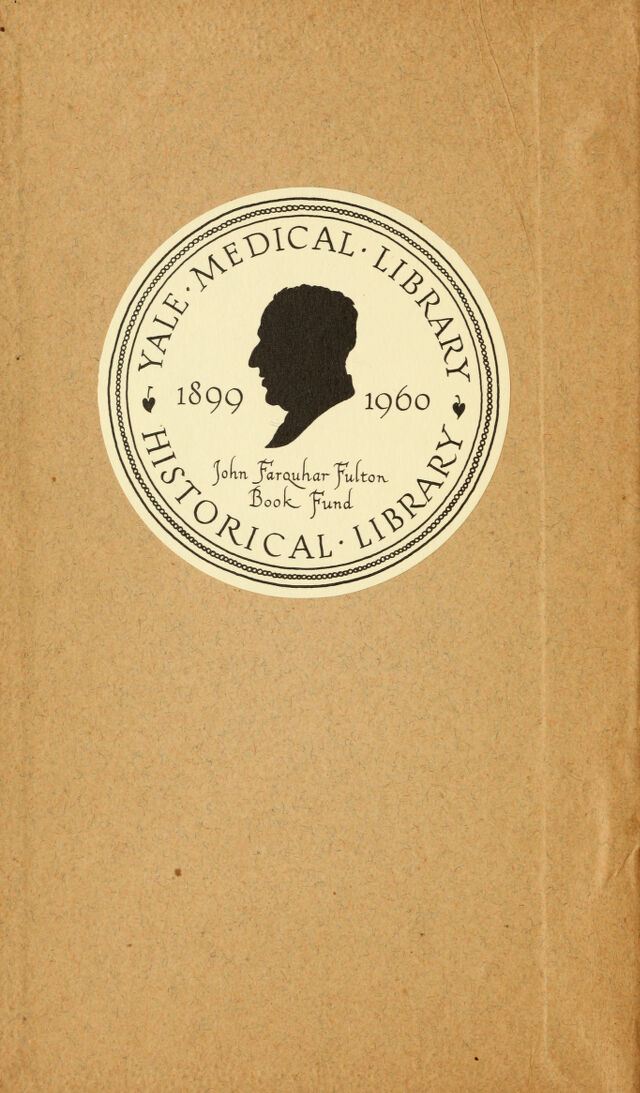 YALE · MEDICAL · LIBRARY
1899 1960
John Farquhar Fulton
Book Fund
HISTORICAL · LIBRARY